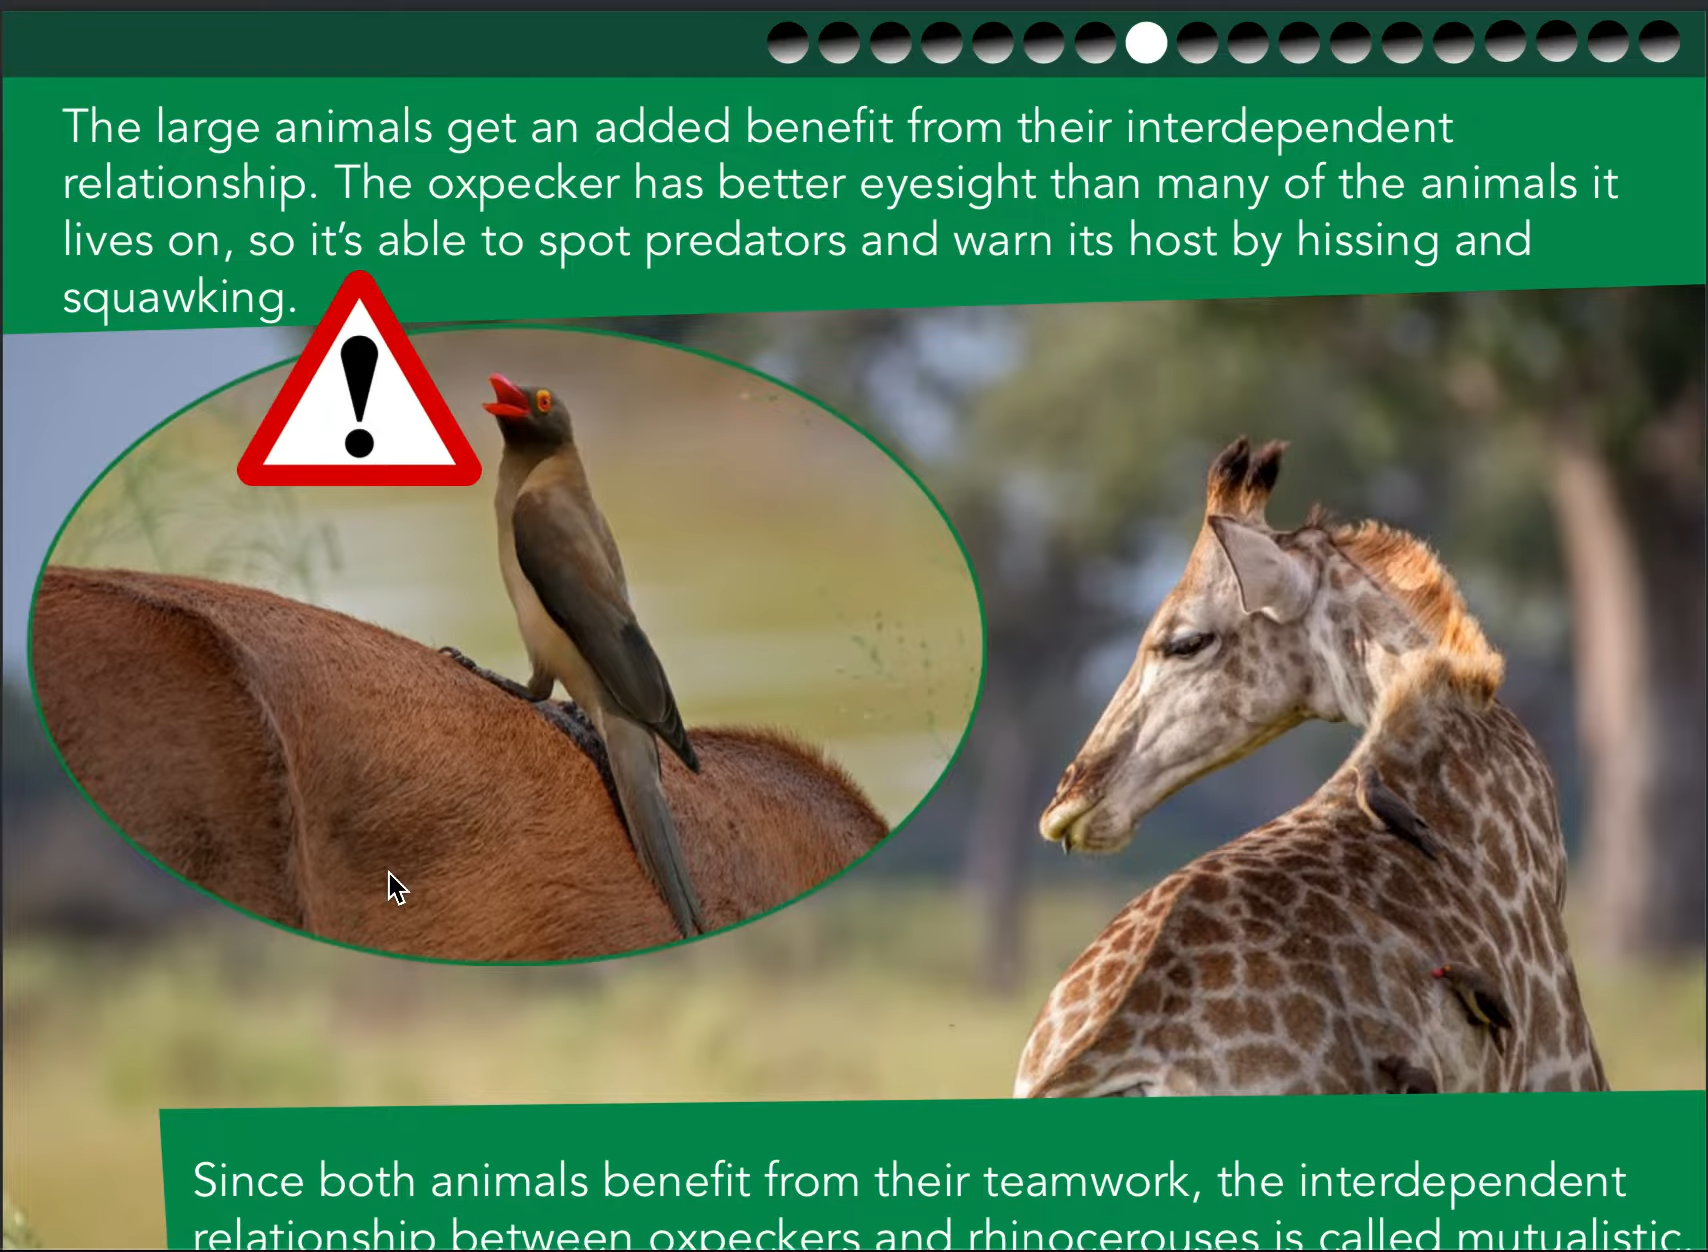 The large animals get an added benefit from their interdependent
relationship. The oxpecker has better eyesight than many of the animals it
lives on, so it's able to spot predators and warn its host by hissing and
squawking.
!
Since both animals benefit from their teamwork, the interdependent
relationship between oxpeckers and rhinocerouses is called mutualistic.